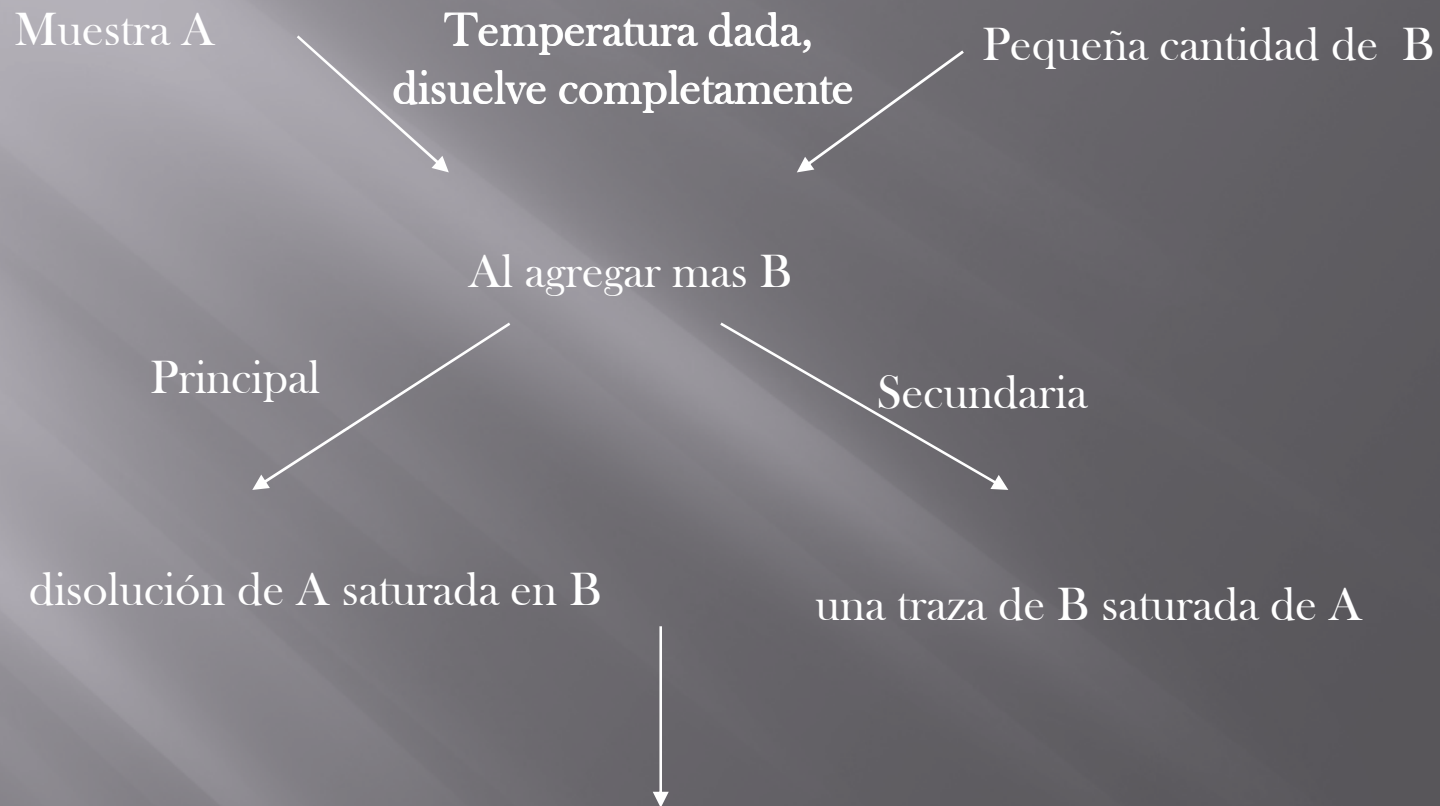 Muestra A
Temperatura dada,
disuelve completamente
Pequeña cantidad de B
Al agregar mas B
Principal
Secundaria
disolución de A saturada en B
una traza de B saturada de A